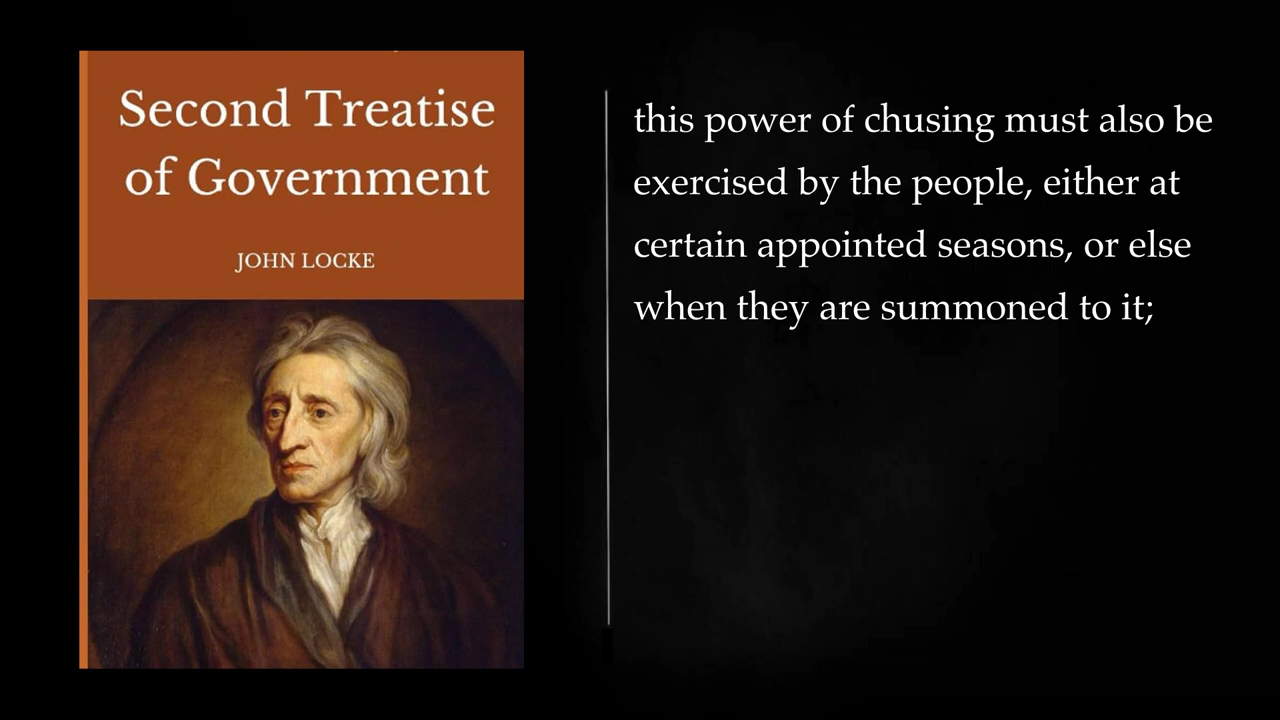 Second Treatise
of Government
JOHN LOCKE
this power of chusing must also be
exercised by the people, either at
certain appointed seasons, or else
when they are summoned to it;